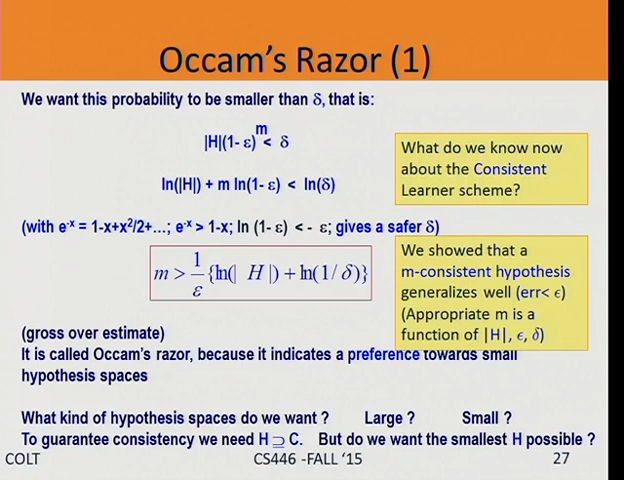 Occam's Razor (1)
We want this probability to be smaller than δ, that is:
|H|(1- ε)^m < δ
ln(|H|) + m ln(1- ε) < ln(δ)
What do we know now
about the Consistent
Learner scheme?
(with e^-x = 1-x+x^2/2+...; e^-x > 1-x; ln (1- ε) < - ε; gives a safer δ)
m > 1/ε {ln(| H |) + ln(1/δ)}
We showed that a
m-consistent hypothesis
generalizes well (err< ϵ)
(Appropriate m is a
function of |H|, ϵ, δ)
(gross over estimate)
It is called Occam's razor, because it indicates a preference towards small
hypothesis spaces
What kind of hypothesis spaces do we want ? Large ? Small ?
To guarantee consistency we need H ⊇ C. But do we want the smallest H possible ?
COLT CS446 -FALL '15 27